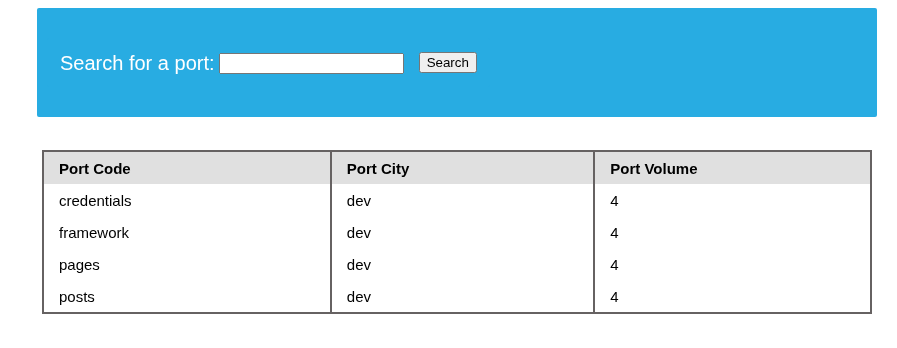 Search for a port: Search
Port Code Port City Port Volume
credentials dev 4
framework dev 4
pages dev 4
posts dev 4